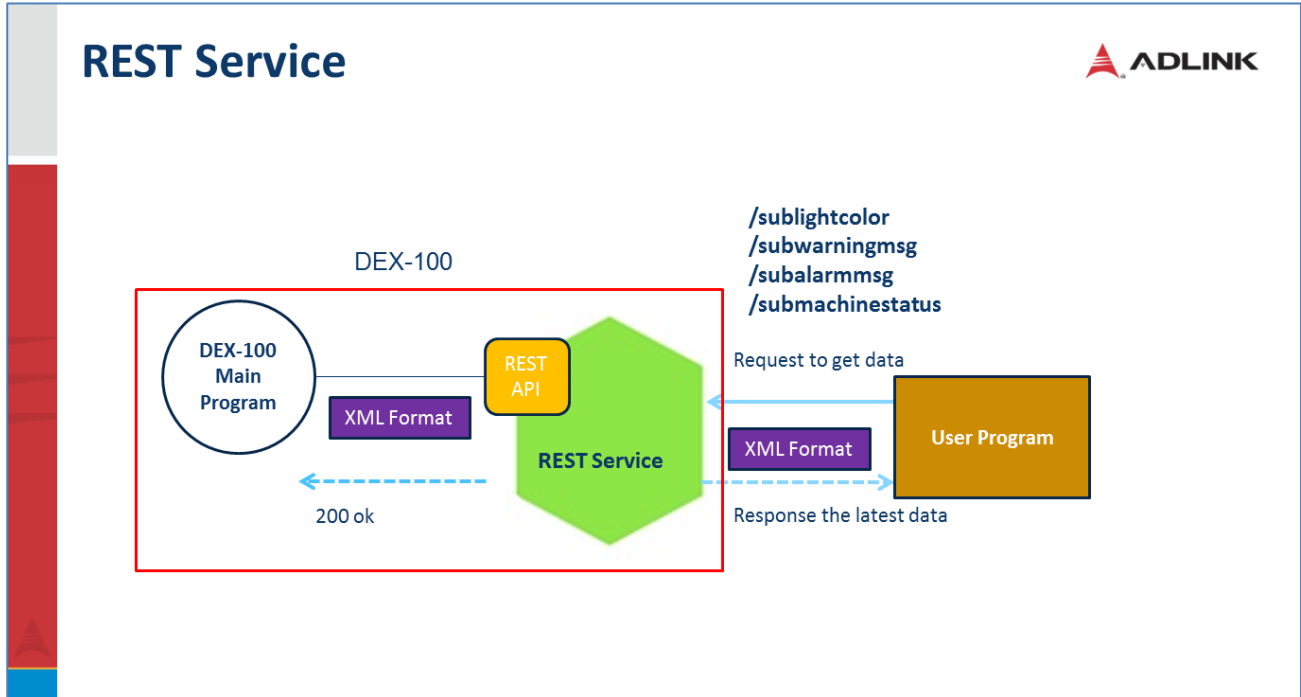 REST Service
ADLINK
/sublightcolor
/subwarningmsg
/subalarmmsg
/submachinestatus
DEX-100
DEX-100
Main
Program
REST
API
XML Format
REST Service
200 ok
Request to get data
XML Format
User Program
Response the latest data